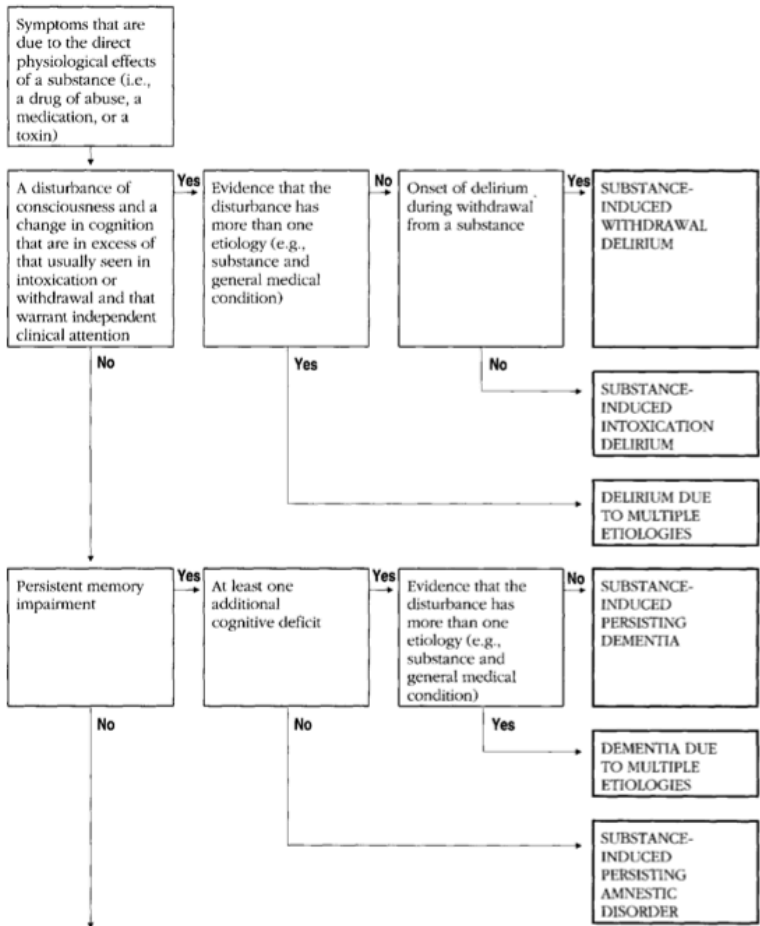 Symptoms that are
due to the direct
physiological effects
of a substance (i.e.,
a drug of abuse, a
medication, or a
toxin)
A disturbance of
consciousness and a
change in cognition
that are in excess of
that usually seen in
intoxication or
withdrawal and that
warrant independent
clinical attention
Yes
Evidence that the
disturbance has
more than one
etiology (e.g.,
substance and
general medical
condition)
No
Onset of delirium
during withdrawal
from a substance
Yes
SUBSTANCE-
INDUCED
WITHDRAWAL
DELIRIUM
No
Yes
No
SUBSTANCE-
INDUCED
INTOXICATION
DELIRIUM
DELIRIUM DUE
TO MULTIPLE
ETIOLOGIES
Persistent memory
impairment
Yes
At least one
additional
cognitive deficit
Yes
Evidence that the
disturbance has
more than one
etiology (e.g.,
substance and
general medical
condition)
No
SUBSTANCE-
INDUCED
PERSISTING
DEMENTIA
No
No
Yes
DEMENTIA DUE
TO MULTIPLE
ETIOLOGIES
SUBSTANCE-
INDUCED
PERSISTING
AMNESTIC
DISORDER